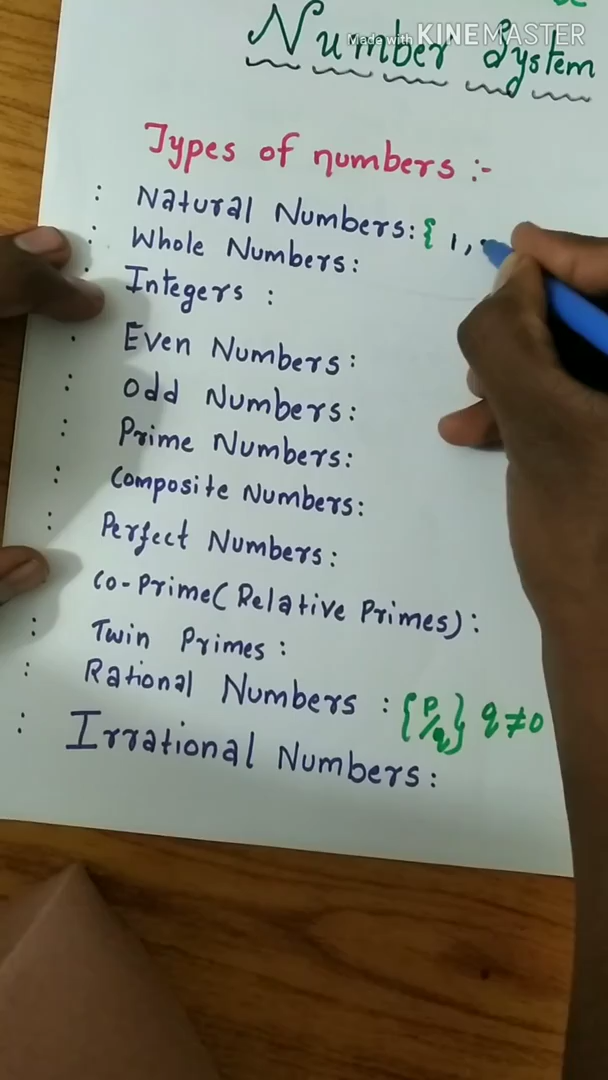 Made with KINEMASTER
Number System
Types of numbers :-
: Natural Numbers: { 1,
: Whole Numbers:
: Integers :
: Even Numbers:
: Odd Numbers:
: Prime Numbers:
: Composite Numbers:
: Perfect Numbers:
Co-Prime( Relative Primes) :
: Twin Primes :
: Rational Numbers : {P/q} q≠0
: Irrational Numbers: